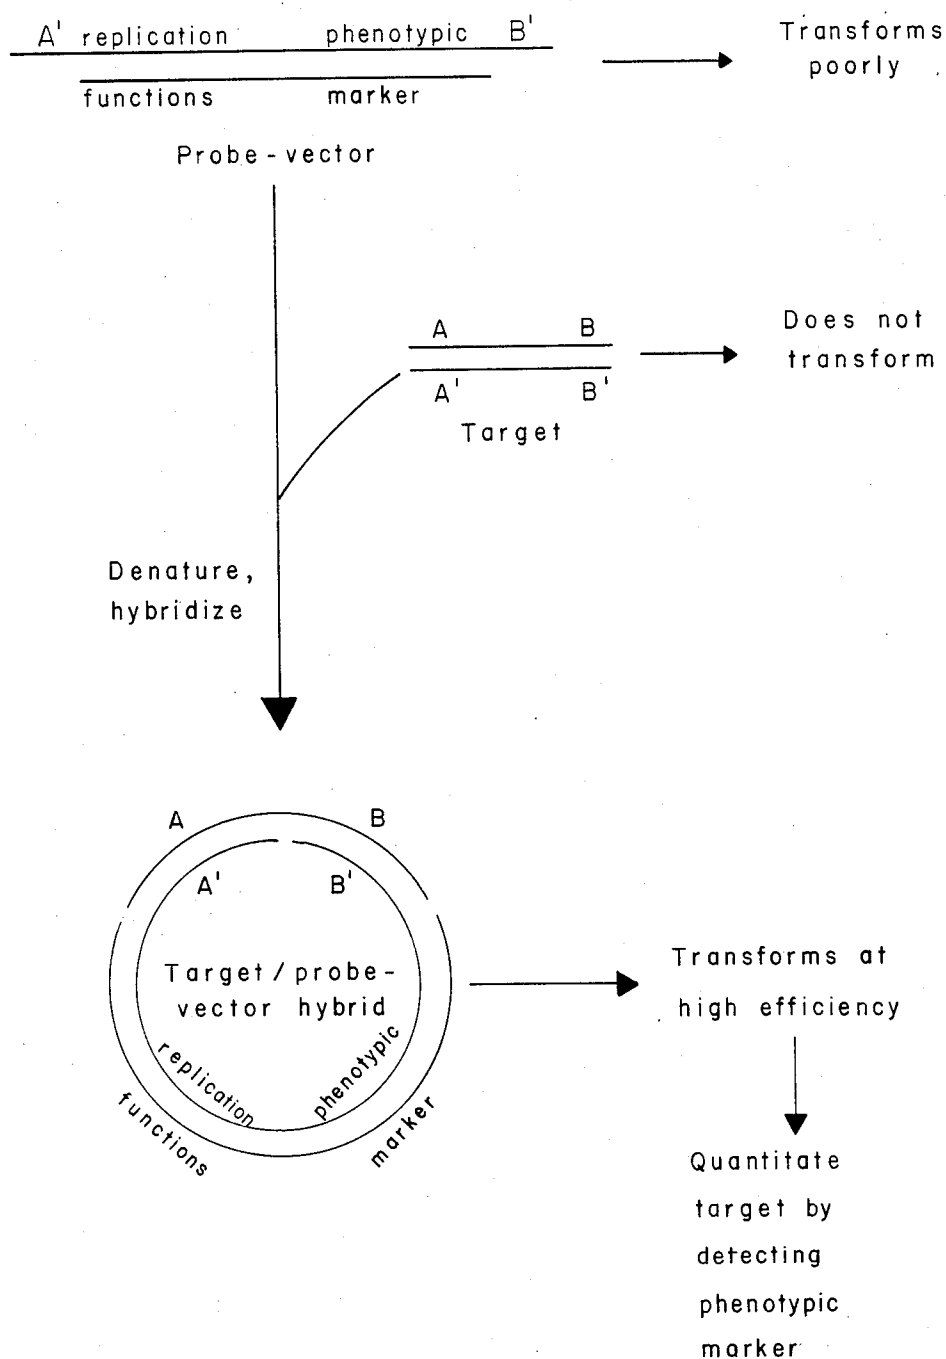 A' replication phenotypic B'
functions marker
Probe-vector
Transforms
poorly
A B
A' B'
Target
Does not
transform
Denature,
hybridize
A B
A' B'
Target/probe-
vector hybrid
replication phenotypic
functions marker
Transforms at
high efficiency
Quantitate
target by
detecting
phenotypic
marker